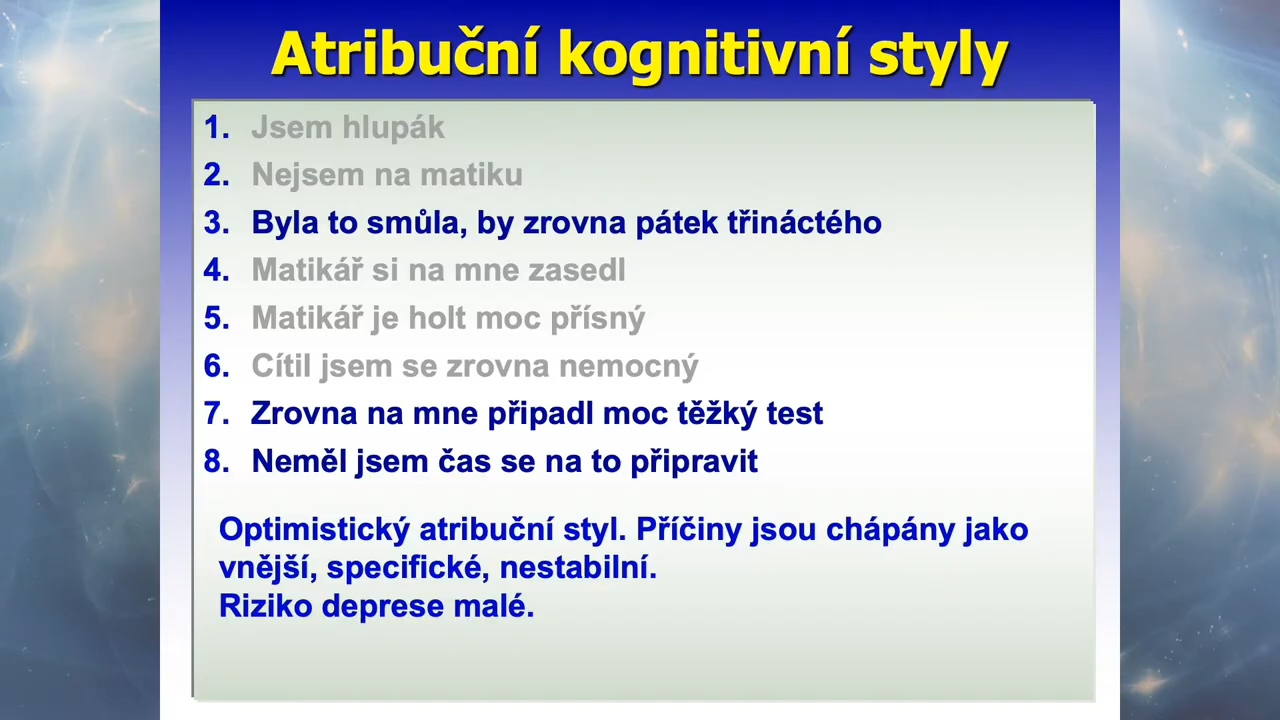 Atribuční kognitivní styly
1. Jsem hlupák
2. Nejsem na matiku
3. Byla to smůla, by zrovna pátek třináctého
4. Matikář si na mne zasedl
5. Matikář je holt moc přísný
6. Cítil jsem se zrovna nemocný
7. Zrovna na mne připadl moc těžký test
8. Neměl jsem čas se na to připravit
Optimistický atribuční styl. Příčiny jsou chápány jako
vnější, specifické, nestabilní.
Riziko deprese malé.